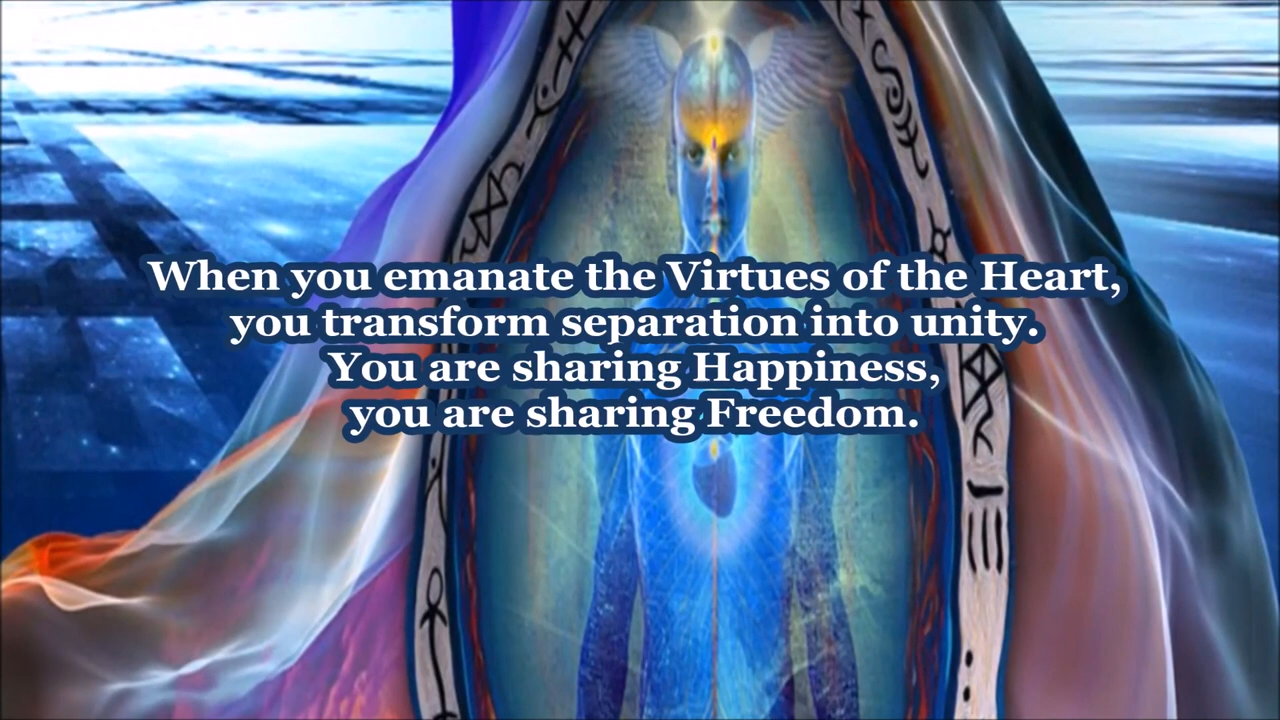 When you emanate the Virtues of the Heart,
you transform separation into unity.
You are sharing Happiness,
you are sharing Freedom.